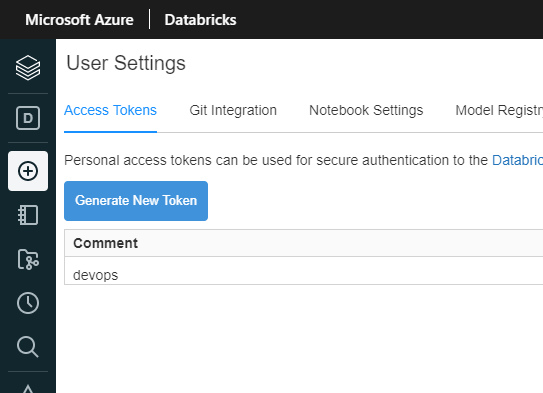 Microsoft Azure | Databricks
User Settings
D
Access Tokens Git Integration Notebook Settings Model Registry
Personal access tokens can be used for secure authentication to the Databric
Generate New Token
Comment
devops